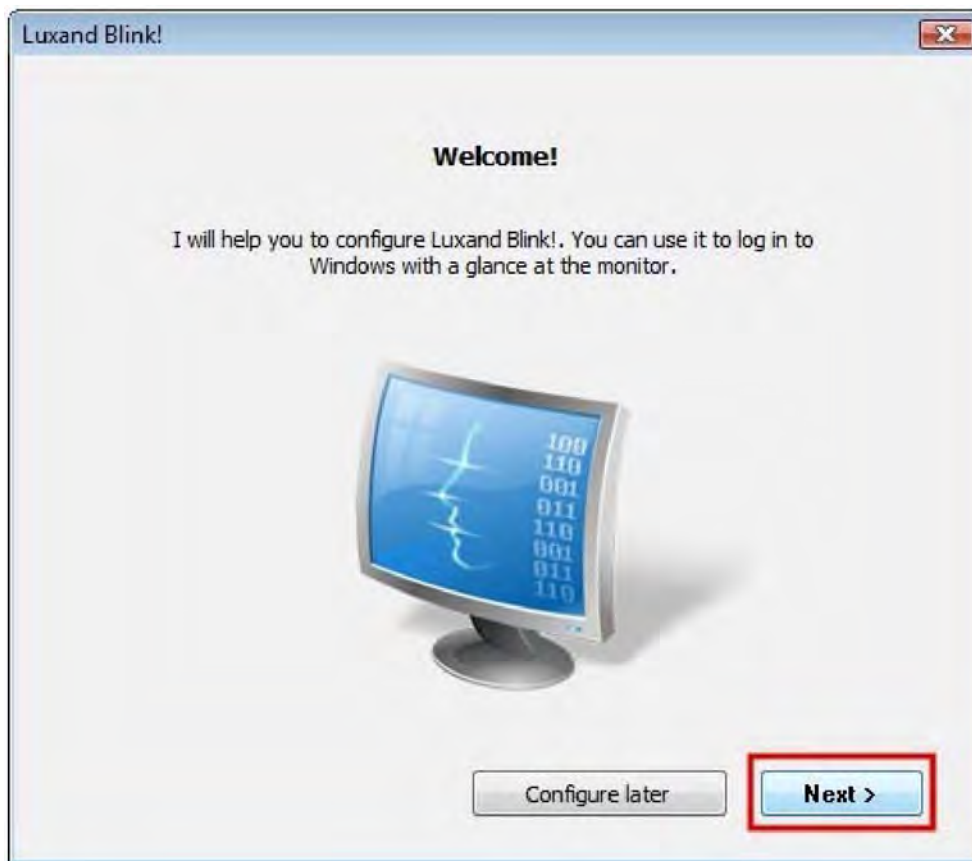 Luxand Blink!
Welcome!
I will help you to configure Luxand Blink!. You can use it to log in to
Windows with a glance at the monitor.
100
110
001
011
110
001
011
110
Configure later
Next >